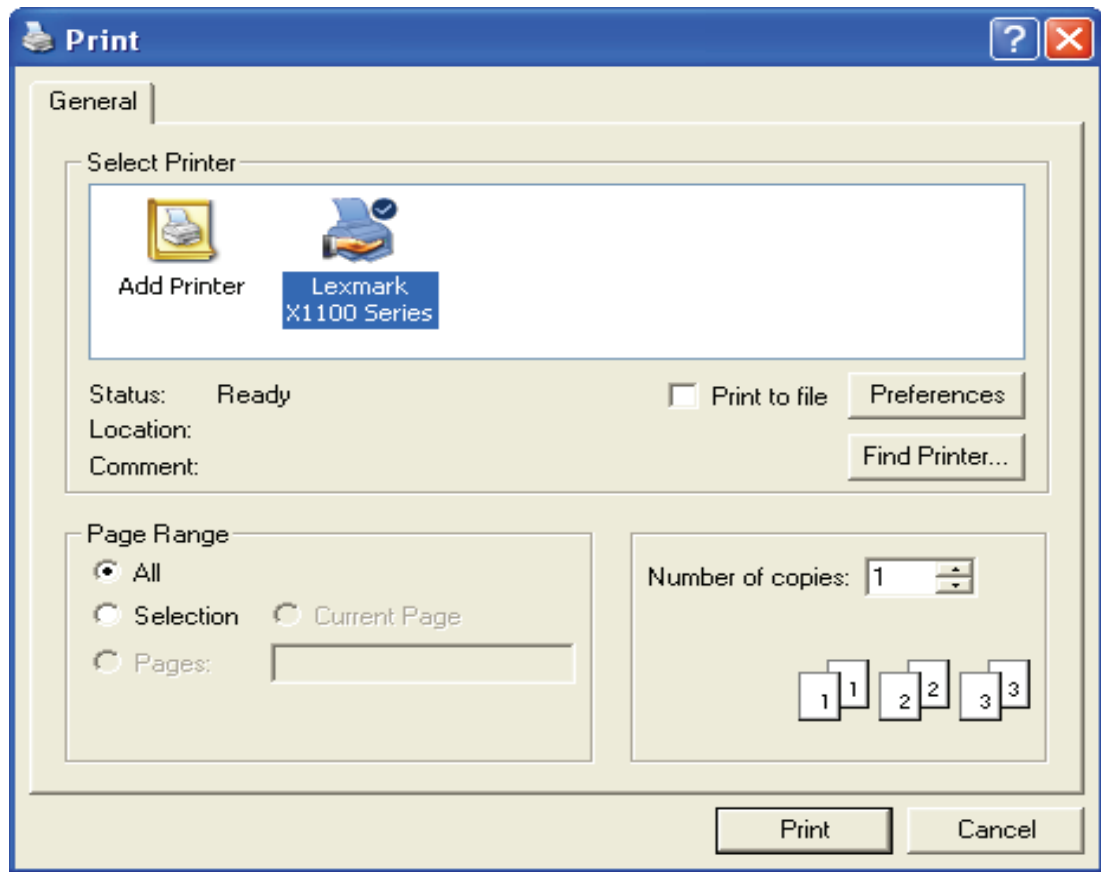 Print
General
Select Printer
Add Printer
Lexmark
X1100 Series
Status: Ready
Location:
Comment:
Print to file
Preferences
Find Printer...
Page Range
All
Selection
Current Page
Pages:
Number of copies: 1
1 1 2 2 3 3
Print
Cancel